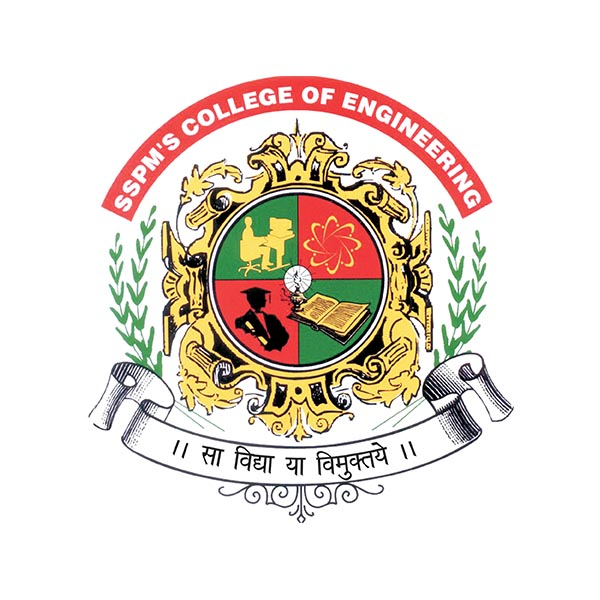 SSPM'S COLLEGE OF ENGINEERING
।। सा विद्या या विमुक्तये ।।